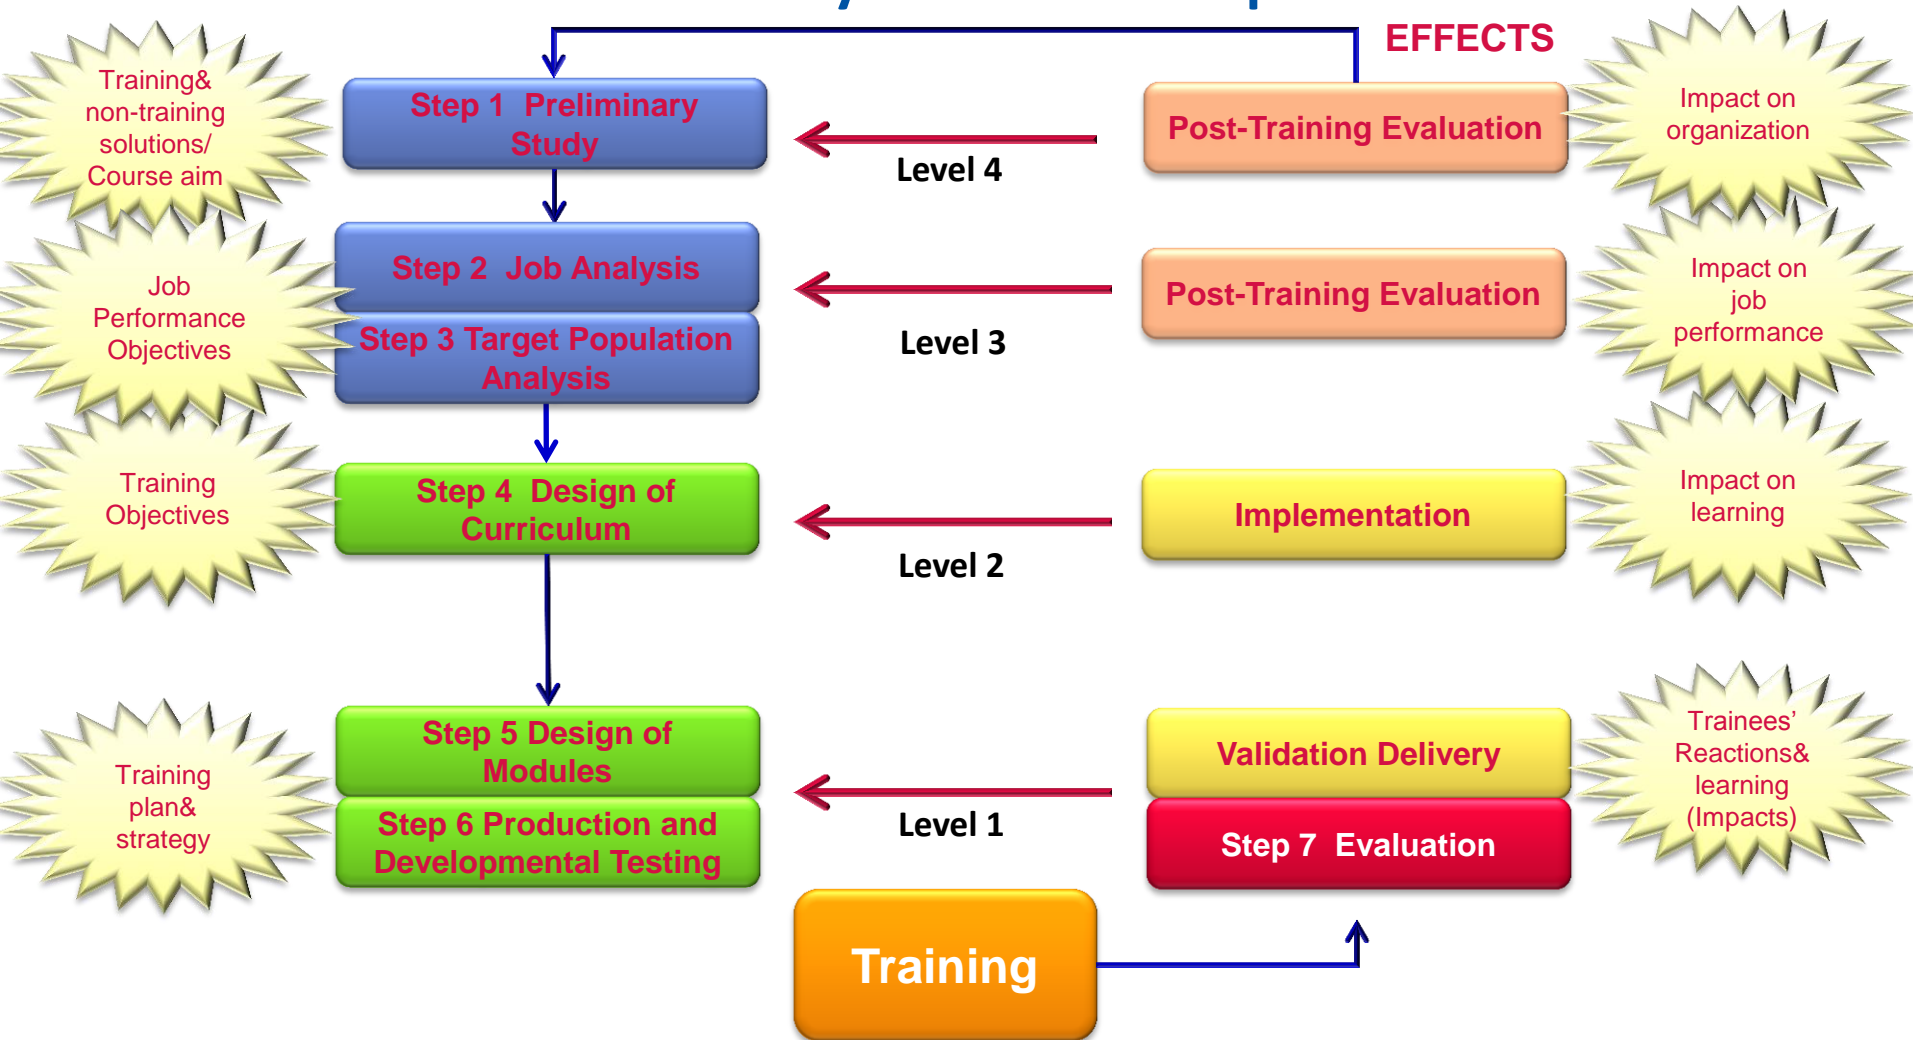 EFFECTS
Training&
non-training
solutions/
Course aim
Step 1  Preliminary
Study
Level 4
Post-Training Evaluation
Impact on
organization
Job
Performance
Objectives
Step 2  Job Analysis
Step 3 Target Population
Analysis
Level 3
Post-Training Evaluation
Impact on
job
performance
Training
Objectives
Step 4  Design of
Curriculum
Level 2
Implementation
Impact on
learning
Training
plan&
strategy
Step 5 Design of
Modules
Step 6 Production and
Developmental Testing
Level 1
Validation Delivery
Step 7  Evaluation
Trainees’
Reactions&
learning
(Impacts)
Training